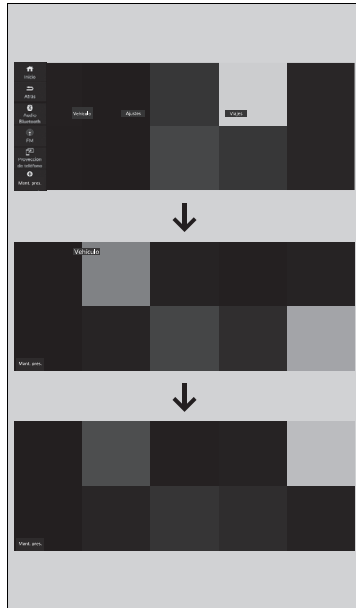 Inicio
Atrás
Audio
Bluetooth
FM
Proyección
de teléfono
Mant. pres.
Vehículo
Ajustes
Viajes
Vehículo
Mant. pres.
Mant. pres.